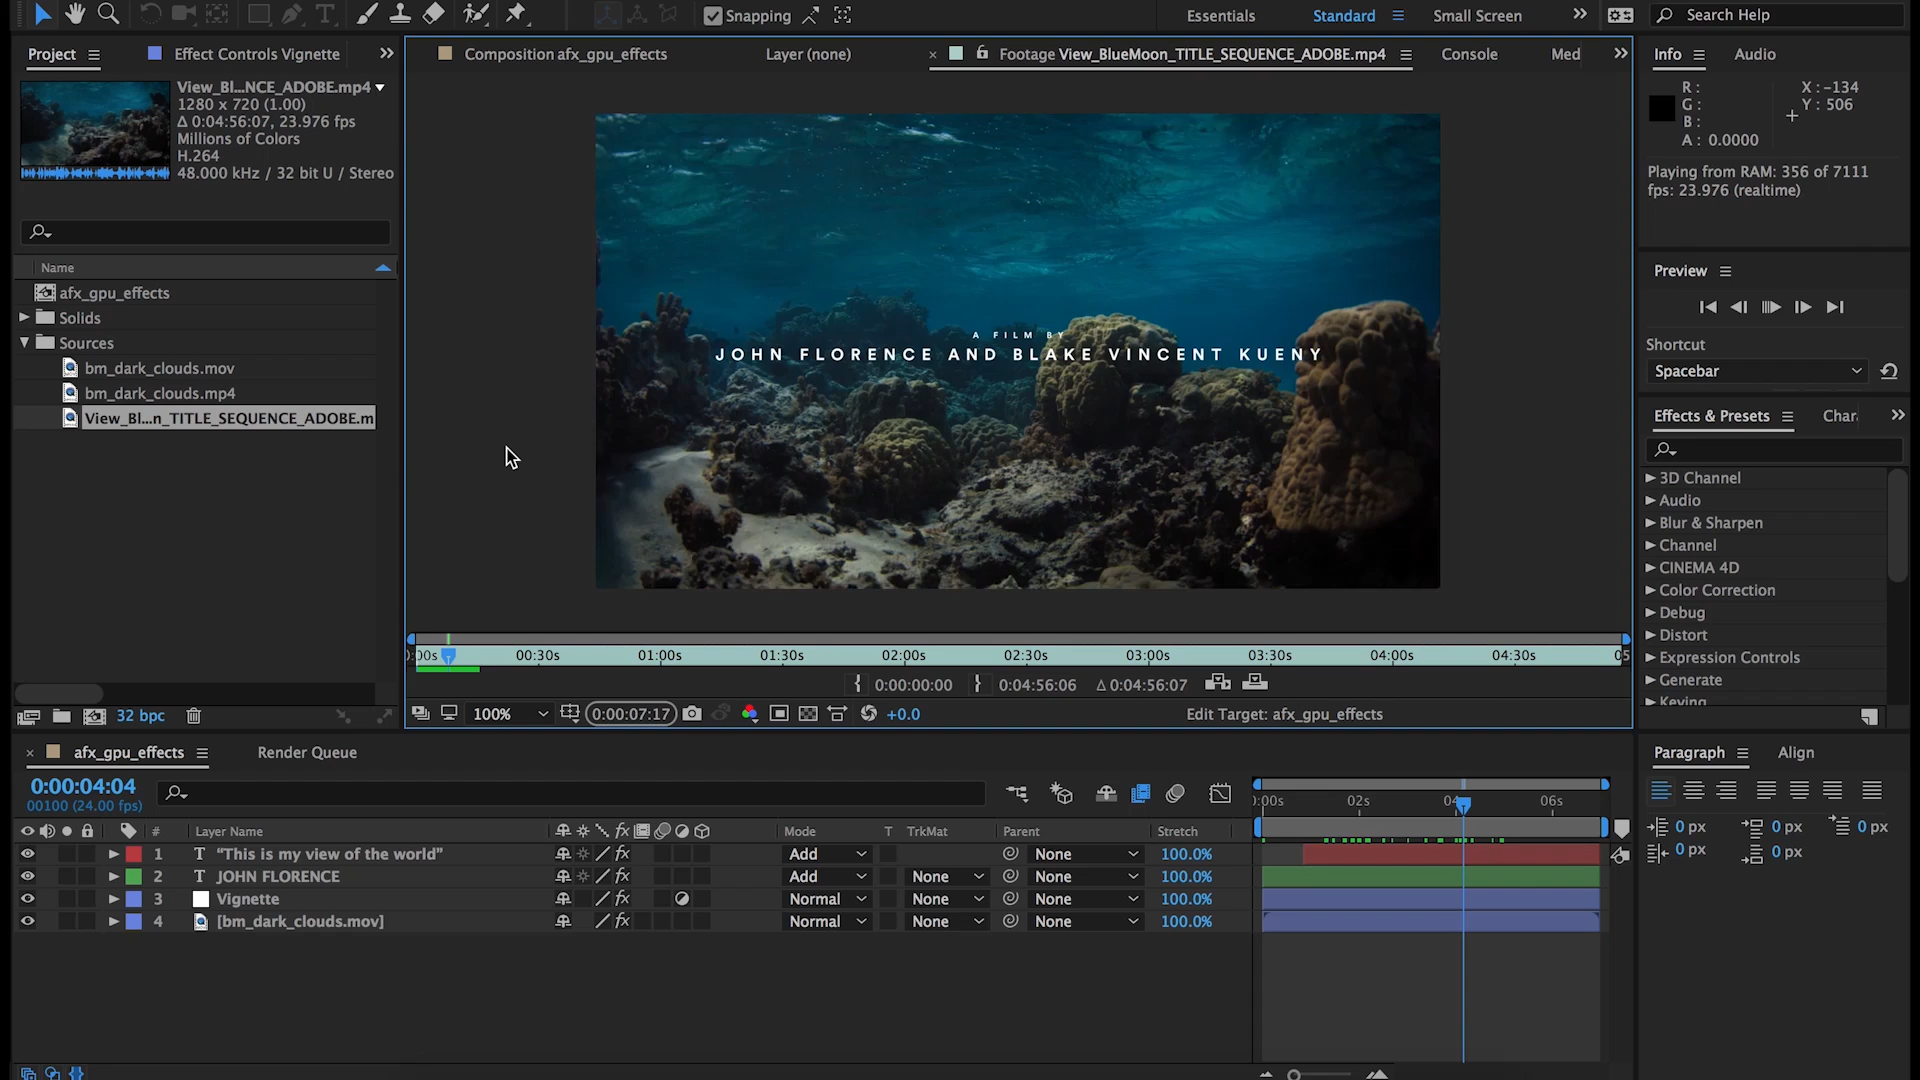 Snapping
Essentials
Standard
Small Screen
Search Help
Project
Effect Controls Vignette
Composition afx_gpu_effects
Layer (none)
Footage View_BlueMoon_TITLE_SEQUENCE_ADOBE.mp4
Console
Med
Info
Audio
View_Bl...NCE_ADOBE.mp4
1280 x 720 (1.00)
Δ 0:04:56:07, 23.976 fps
Millions of Colors
H.264
48.000 kHz / 32 bit U / Stereo
R :
G :
B :
A : 0.0000
X : -134
Y : 506
Playing from RAM: 356 of 7111
fps: 23.976 (realtime)
Name
afx_gpu_effects
Solids
Sources
bm_dark_clouds.mov
bm_dark_clouds.mp4
View_Bl...n_TITLE_SEQUENCE_ADOBE.m
32 bpc
A FILM BY
JOHN FLORENCE AND BLAKE VINCENT KUENY
Preview
Shortcut
Spacebar
Effects & Presets
Char
3D Channel
Audio
Blur & Sharpen
Channel
CINEMA 4D
Color Correction
Debug
Distort
Expression Controls
Generate
Keying
:00s 00:30s 01:00s 01:30s 02:00s 02:30s 03:00s 03:30s 04:00s 04:30s 05
0:00:00:00 0:04:56:06 Δ 0:04:56:07
100% 0:00:07:17 +0.0 Edit Target: afx_gpu_effects
afx_gpu_effects
Render Queue
0:00:04:04
00100 (24.00 fps)
:00s 02s 04 06s
# Layer Name fx Mode T TrkMat Parent Stretch
1 T "This is my view of the world" fx Add None 100.0%
2 T JOHN FLORENCE fx Add None None 100.0%
3 Vignette fx Normal None None 100.0%
4 [bm_dark_clouds.mov] fx Normal None None 100.0%
Paragraph
Align
0 px 0 px 0 px
0 px 0 px